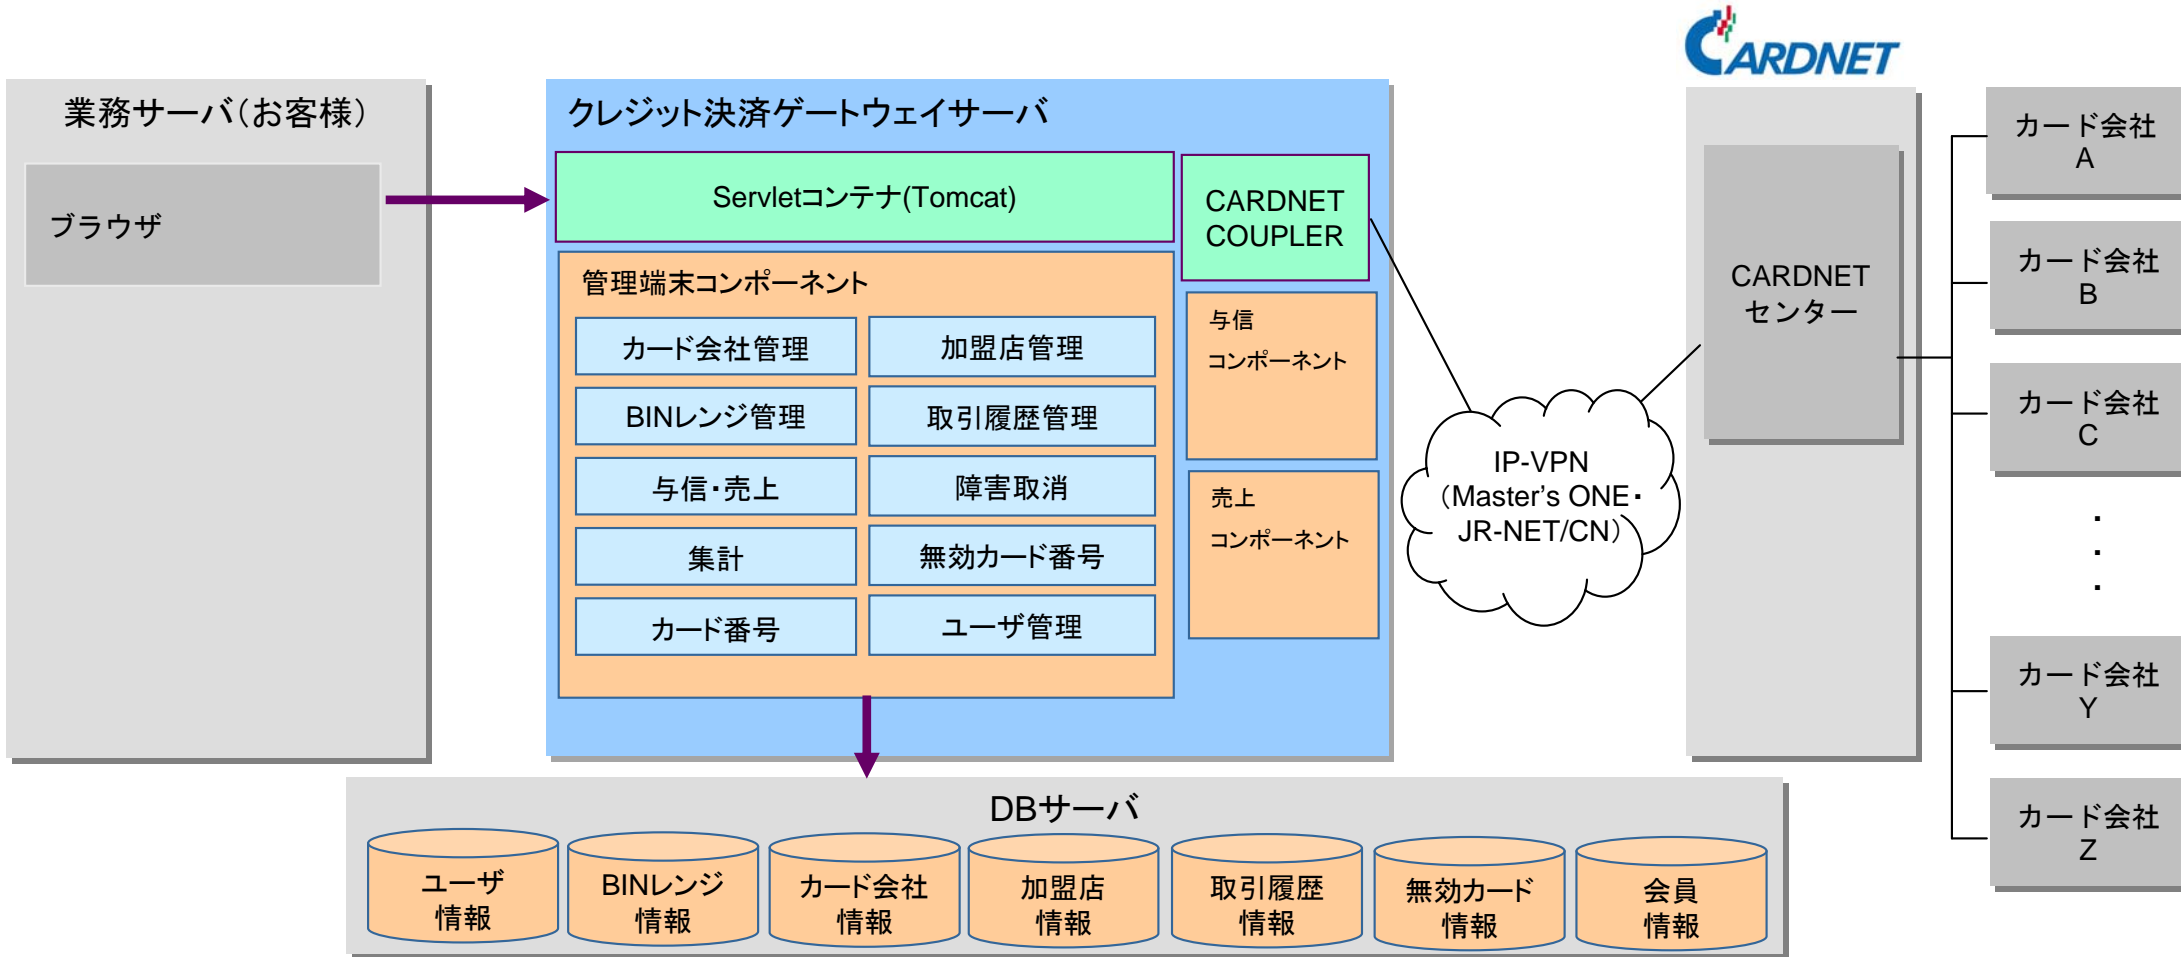 CARDNET
業務サーバ(お客様)
ブラウザ
クレジット決済ゲートウェイサーバ
Servletコンテナ(Tomcat)
CARDNET
COUPLER
管理端末コンポーネント
カード会社管理
加盟店管理
BINレンジ管理
取引履歴管理
与信・売上
障害取消
集計
無効カード番号
カード番号
ユーザ管理
与信
コンポーネント
売上
コンポーネント
IP-VPN
(Master's ONE・
JR-NET/CN)
CARDNET
センター
カード会社
A
カード会社
B
カード会社
C
・
・
・
カード会社
Y
カード会社
Z
DBサーバ
ユーザ
情報
BINレンジ
情報
カード会社
情報
加盟店
情報
取引履歴
情報
無効カード
情報
会員
情報